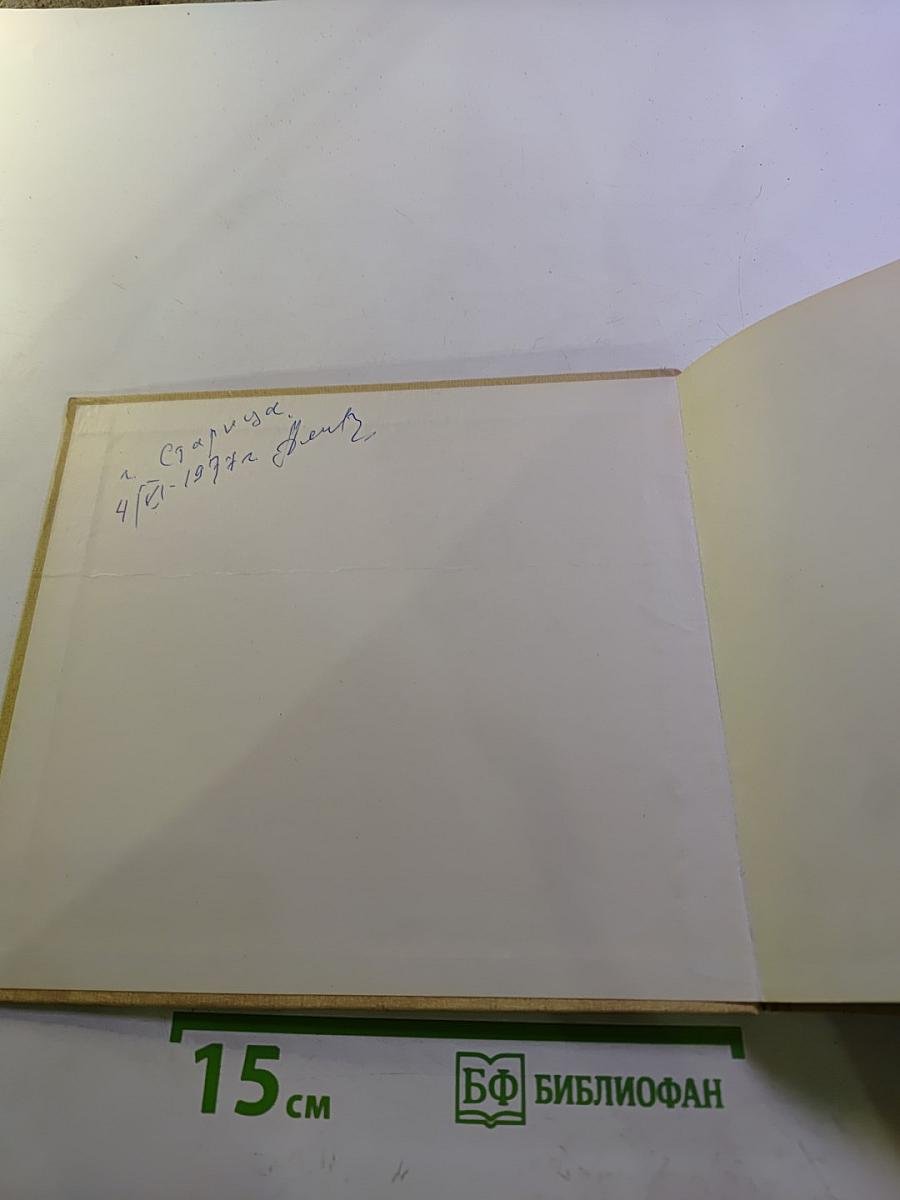 г. Старица.
4/VI-1977г.
15 см
БФ БИБЛИОФАН